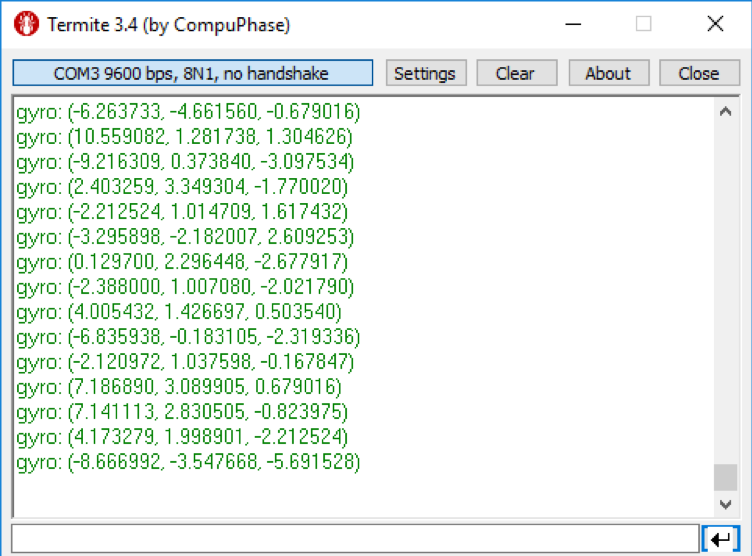 Termite 3.4 (by CompuPhase)
COM3 9600 bps, 8N1, no handshake Settings Clear About Close
gyro: (-6.263733, -4.661560, -0.679016)
gyro: (10.559082, 1.281738, 1.304626)
gyro: (-9.216309, 0.373840, -3.097534)
gyro: (2.403259, 3.349304, -1.770020)
gyro: (-2.212524, 1.014709, 1.617432)
gyro: (-3.295898, -2.182007, 2.609253)
gyro: (0.129700, 2.296448, -2.677917)
gyro: (-2.388000, 1.007080, -2.021790)
gyro: (4.005432, 1.426697, 0.503540)
gyro: (-6.835938, -0.183105, -2.319336)
gyro: (-2.120972, 1.037598, -0.167847)
gyro: (7.186890, 3.089905, 0.679016)
gyro: (7.141113, 2.830505, -0.823975)
gyro: (4.173279, 1.998901, -2.212524)
gyro: (-8.666992, -3.547668, -5.691528)